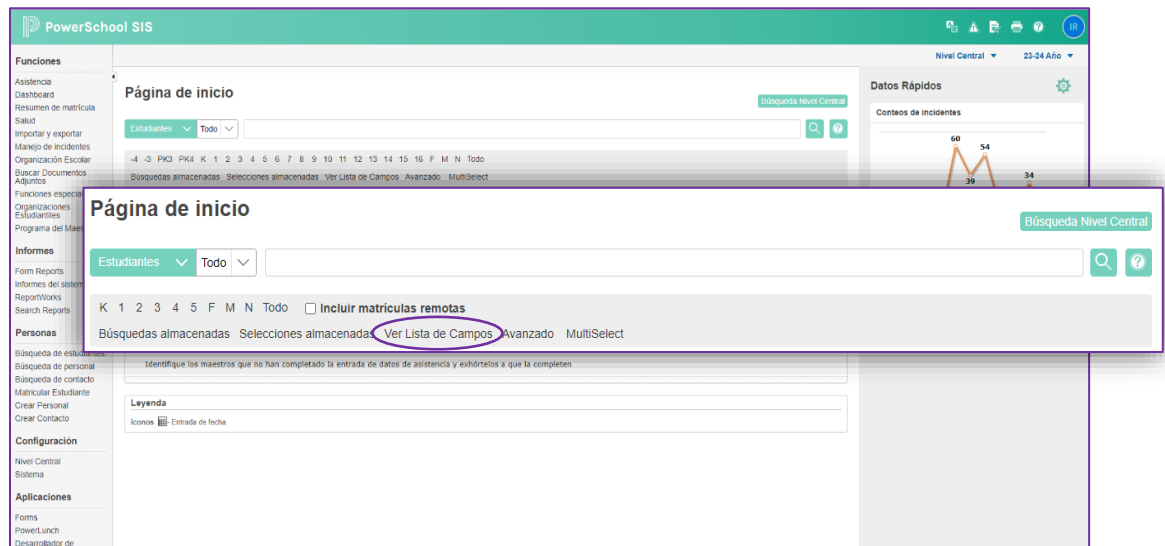 PowerSchool SIS
IR
Nivel Central 23-24 Año
Funciones
Asistencia
Dashboard
Resumen de matrícula
Salud
Importar y exportar
Manejo de incidentes
Organización Escolar
Buscar Documentos
Adjuntos
Funciones especial
Organizaciones
Estudiantiles
Programa del Maes
Informes
Form Reports
Informes del sistem
ReportWorks
Search Reports
Personas
Búsqueda de estudiantes
Búsqueda de personal
Búsqueda de contacto
Matricular Estudiante
Crear Personal
Crear Contacto
Configuración
Nivel Central
Sistema
Aplicaciones
Forms
PowerLunch
Desarrollador de
Página de inicio
Búsqueda Nivel Central
Estudiantes Todo
-4 -3 PK3 PK4 K 1 2 3 4 5 6 7 8 9 10 11 12 13 14 15 16 F M N Todo
Búsquedas almacenadas Selecciones almacenadas Ver Lista de Campos Avanzado MultiSelect
Datos Rápidos
Conteos de incidentes
60
54
39
34
Página de inicio
Búsqueda Nivel Central
Estudiantes Todo
K 1 2 3 4 5 F M N Todo Incluir matrículas remotas
Búsquedas almacenadas Selecciones almacenadas Ver Lista de Campos Avanzado MultiSelect
Identifique los maestros que no han completado la entrada de datos de asistencia y exhórtelos a que la completen
Leyenda
Iconos - Entrada de fecha